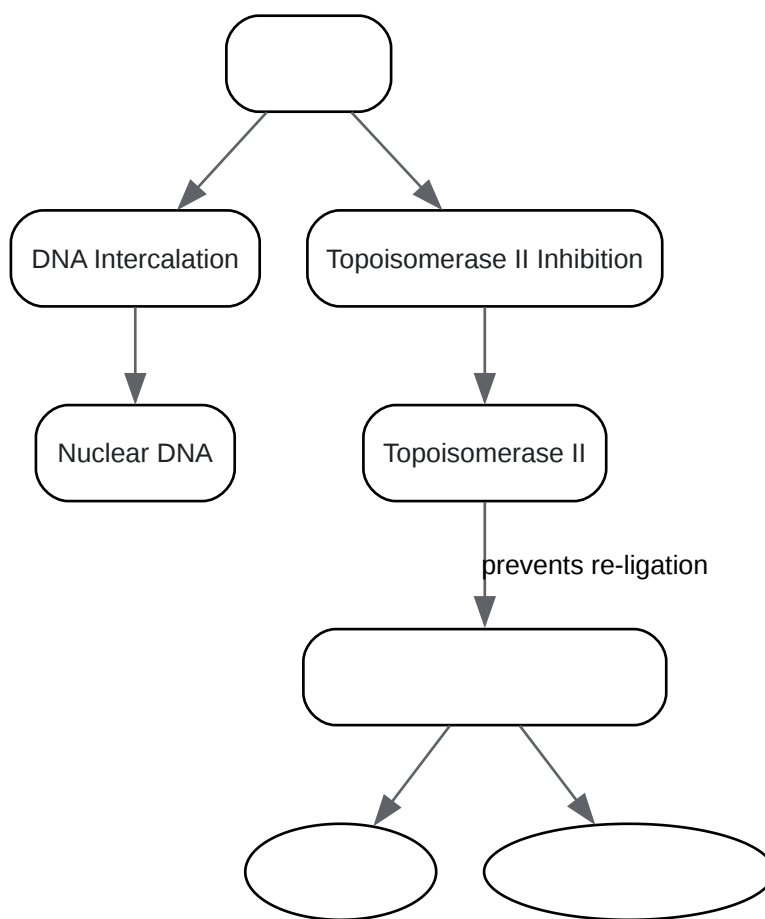 DNA Intercalation
Topoisomerase II Inhibition
Nuclear DNA
Topoisomerase II
prevents re-ligation